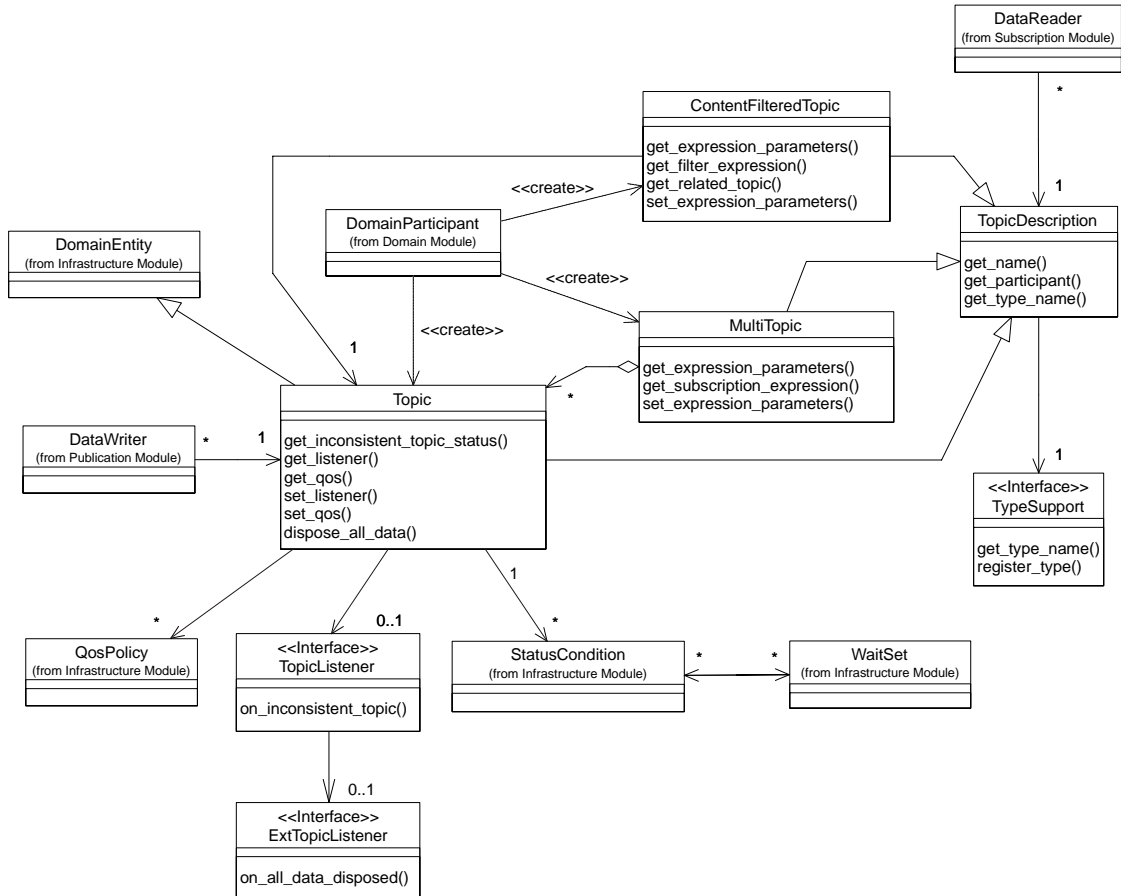 DataReader
(from Subscription Module)
*
1
ContentFilteredTopic
get_expression_parameters()
get_filter_expression()
get_related_topic()
set_expression_parameters()
<<create>>
DomainParticipant
(from Domain Module)
<<create>>
<<create>>
DomainEntity
(from Infrastructure Module)
TopicDescription
get_name()
get_participant()
get_type_name()
MultiTopic
get_expression_parameters()
get_subscription_expression()
set_expression_parameters()
1
*
Topic
get_inconsistent_topic_status()
get_listener()
get_qos()
set_listener()
set_qos()
dispose_all_data()
DataWriter
(from Publication Module)
*
1
1
<<Interface>>
TypeSupport
get_type_name()
register_type()
*
0..1
1
*
QosPolicy
(from Infrastructure Module)
<<Interface>>
TopicListener
on_inconsistent_topic()
StatusCondition
(from Infrastructure Module)
*
*
WaitSet
(from Infrastructure Module)
0..1
<<Interface>>
ExtTopicListener
on_all_data_disposed()